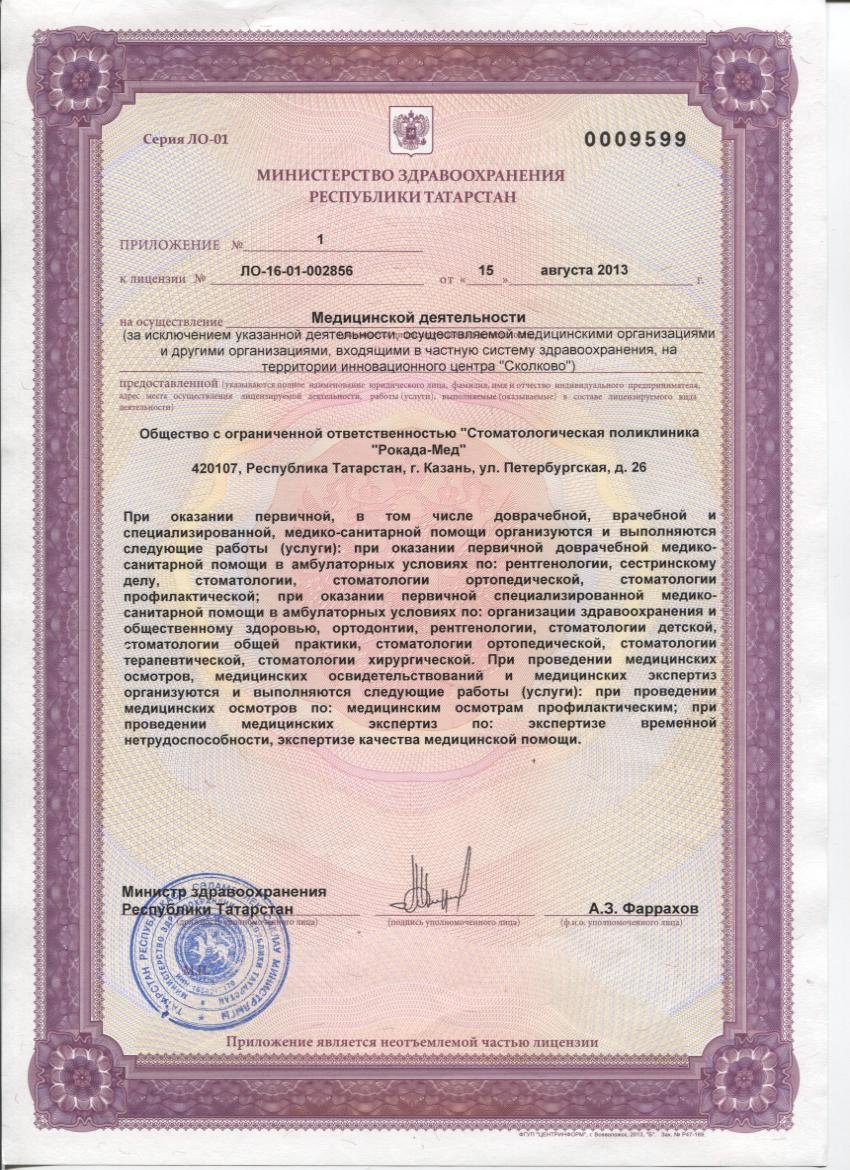 Серия ЛО-01
0009599
МИНИСТЕРСТВО ЗДРАВООХРАНЕНИЯ
РЕСПУБЛИКИ ТАТАРСТАН
ПРИЛОЖЕНИЕ № 1
к лицензии № ЛО-16-01-002856 от « 15 » августа 2013 г.
на осуществление Медицинской деятельности
(за исключением указанной деятельности, осуществляемой медицинскими организациями
и другими организациями, входящими в частную систему здравоохранения, на
территории инновационного центра "Сколково")
предоставленной (указываются полное наименование юридического лица, фамилия, имя и отчество индивидуального предпринимателя,
адрес места осуществления лицензируемой деятельности, работы (услуги), выполняемые (оказываемые) в составе лицензируемого вида
деятельности)
Общество с ограниченной ответственностью "Стоматологическая поликлиника
"Рокада-Мед"
420107, Республика Татарстан, г. Казань, ул. Петербургская, д. 26
При оказании первичной, в том числе доврачебной, врачебной и
специализированной, медико-санитарной помощи организуются и выполняются
следующие работы (услуги): при оказании первичной доврачебной медико-
санитарной помощи в амбулаторных условиях по: рентгенологии, сестринскому
делу, стоматологии, стоматологии ортопедической, стоматологии
профилактической; при оказании первичной специализированной медико-
санитарной помощи в амбулаторных условиях по: организации здравоохранения и
общественному здоровью, ортодонтии, рентгенологии, стоматологии детской,
стоматологии общей практики, стоматологии ортопедической, стоматологии
терапевтической, стоматологии хирургической. При проведении медицинских
осмотров, медицинских освидетельствований и медицинских экспертиз
организуются и выполняются следующие работы (услуги): при проведении
медицинских осмотров по: медицинским осмотрам профилактическим; при
проведении медицинских экспертиз по: экспертизе временной
нетрудоспособности, экспертизе качества медицинской помощи.
Министр здравоохранения
Республики Татарстан
А.З. Фаррахов
уполномоченного лица)
(подпись уполномоченного лица)
(ф.и.о. уполномоченного лица)
М.П.
ТАТАРСТАН РЕСПУБЛИКАСЫ СӘЛАМӘТЛЕК САКЛАУ МИНИСТРЛЫГЫ
МИНИСТЕРСТВО ЗДРАВООХРАНЕНИЯ РЕСПУБЛИКИ ТАТАРСТАН
Приложение является неотъемлемой частью лицензии
ФГУП "ЦЕНТРИНФОРМ", г. Всеволожск, 2013, "Б". Зак. № Р47-169.